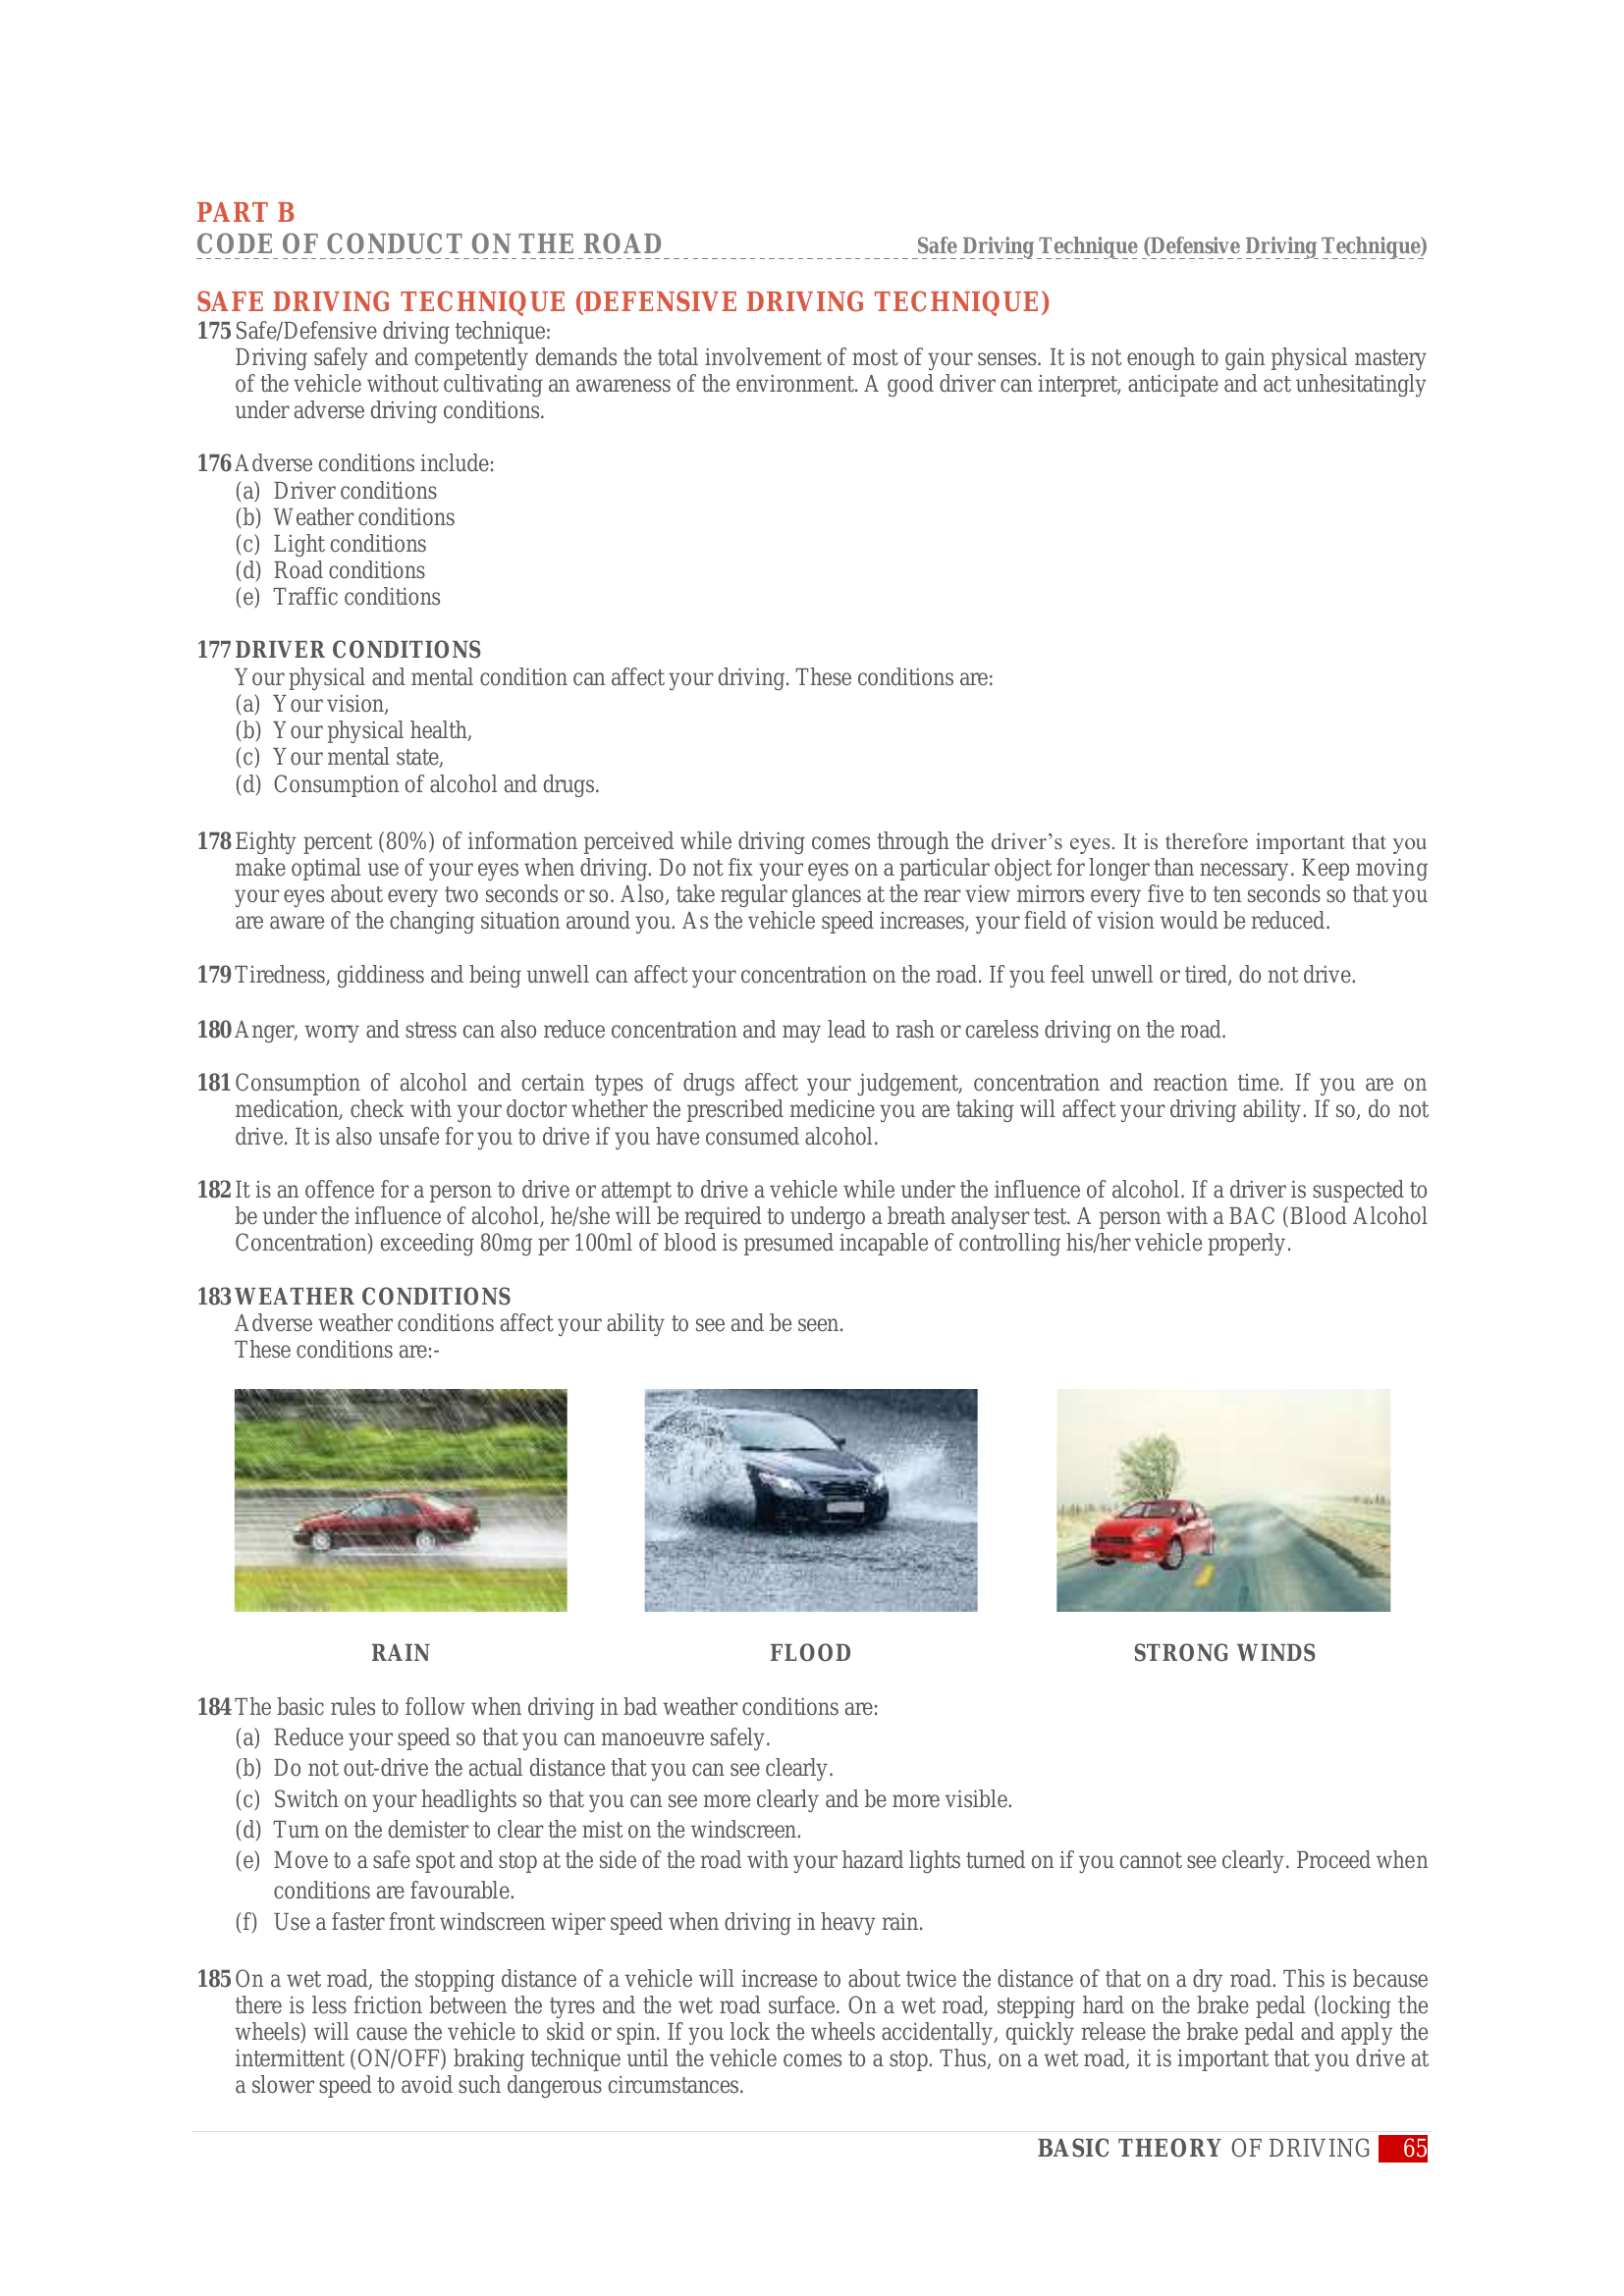 PART B
CODE OF CONDUCT ON THE ROAD Safe Driving Technique (Defensive Driving Technique)
SAFE DRIVING TECHNIQUE (DEFENSIVE DRIVING TECHNIQUE)
175 Safe/Defensive driving technique:
Driving safely and competently demands the total involvement of most of your senses. It is not enough to gain physical mastery
of the vehicle without cultivating an awareness of the environment. A good driver can interpret, anticipate and act unhesitatingly
under adverse driving conditions.
176 Adverse conditions include:
(a) Driver conditions
(b) Weather conditions
(c) Light conditions
(d) Road conditions
(e) Traffic conditions
177 DRIVER CONDITIONS
Your physical and mental condition can affect your driving. These conditions are:
(a) Your vision,
(b) Your physical health,
(c) Your mental state,
(d) Consumption of alcohol and drugs.
178 Eighty percent (80%) of information perceived while driving comes through the driver’s eyes. It is therefore important that you
make optimal use of your eyes when driving. Do not fix your eyes on a particular object for longer than necessary. Keep moving
your eyes about every two seconds or so. Also, take regular glances at the rear view mirrors every five to ten seconds so that you
are aware of the changing situation around you. As the vehicle speed increases, your field of vision would be reduced.
179 Tiredness, giddiness and being unwell can affect your concentration on the road. If you feel unwell or tired, do not drive.
180 Anger, worry and stress can also reduce concentration and may lead to rash or careless driving on the road.
181 Consumption of alcohol and certain types of drugs affect your judgement, concentration and reaction time. If you are on
medication, check with your doctor whether the prescribed medicine you are taking will affect your driving ability. If so, do not
drive. It is also unsafe for you to drive if you have consumed alcohol.
182 It is an offence for a person to drive or attempt to drive a vehicle while under the influence of alcohol. If a driver is suspected to
be under the influence of alcohol, he/she will be required to undergo a breath analyser test. A person with a BAC (Blood Alcohol
Concentration) exceeding 80mg per 100ml of blood is presumed incapable of controlling his/her vehicle properly.
183 WEATHER CONDITIONS
Adverse weather conditions affect your ability to see and be seen.
These conditions are:-
RAIN FLOOD STRONG WINDS
184 The basic rules to follow when driving in bad weather conditions are:
(a) Reduce your speed so that you can manoeuvre safely.
(b) Do not out-drive the actual distance that you can see clearly.
(c) Switch on your headlights so that you can see more clearly and be more visible.
(d) Turn on the demister to clear the mist on the windscreen.
(e) Move to a safe spot and stop at the side of the road with your hazard lights turned on if you cannot see clearly. Proceed when
conditions are favourable.
(f) Use a faster front windscreen wiper speed when driving in heavy rain.
185 On a wet road, the stopping distance of a vehicle will increase to about twice the distance of that on a dry road. This is because
there is less friction between the tyres and the wet road surface. On a wet road, stepping hard on the brake pedal (locking the
wheels) will cause the vehicle to skid or spin. If you lock the wheels accidentally, quickly release the brake pedal and apply the
intermittent (ON/OFF) braking technique until the vehicle comes to a stop. Thus, on a wet road, it is important that you drive at
a slower speed to avoid such dangerous circumstances.
BASIC THEORY OF DRIVING 65